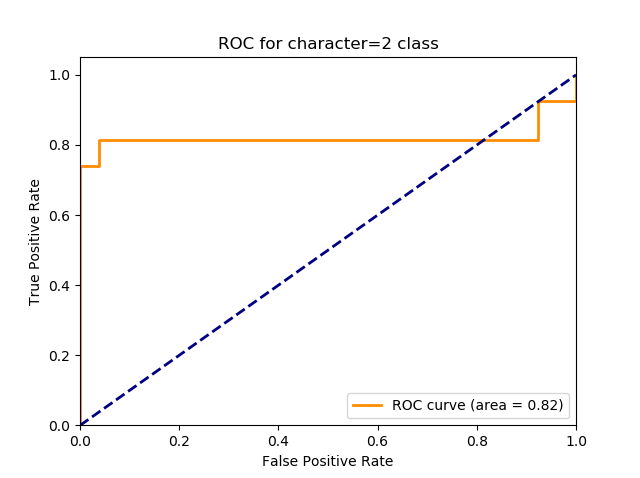 ROC for character=2 class
True Positive Rate
1.0
0.8
0.6
0.4
0.2
0.0
ROC curve (area = 0.82)
0.0 0.2 0.4 0.6 0.8 1.0
False Positive Rate